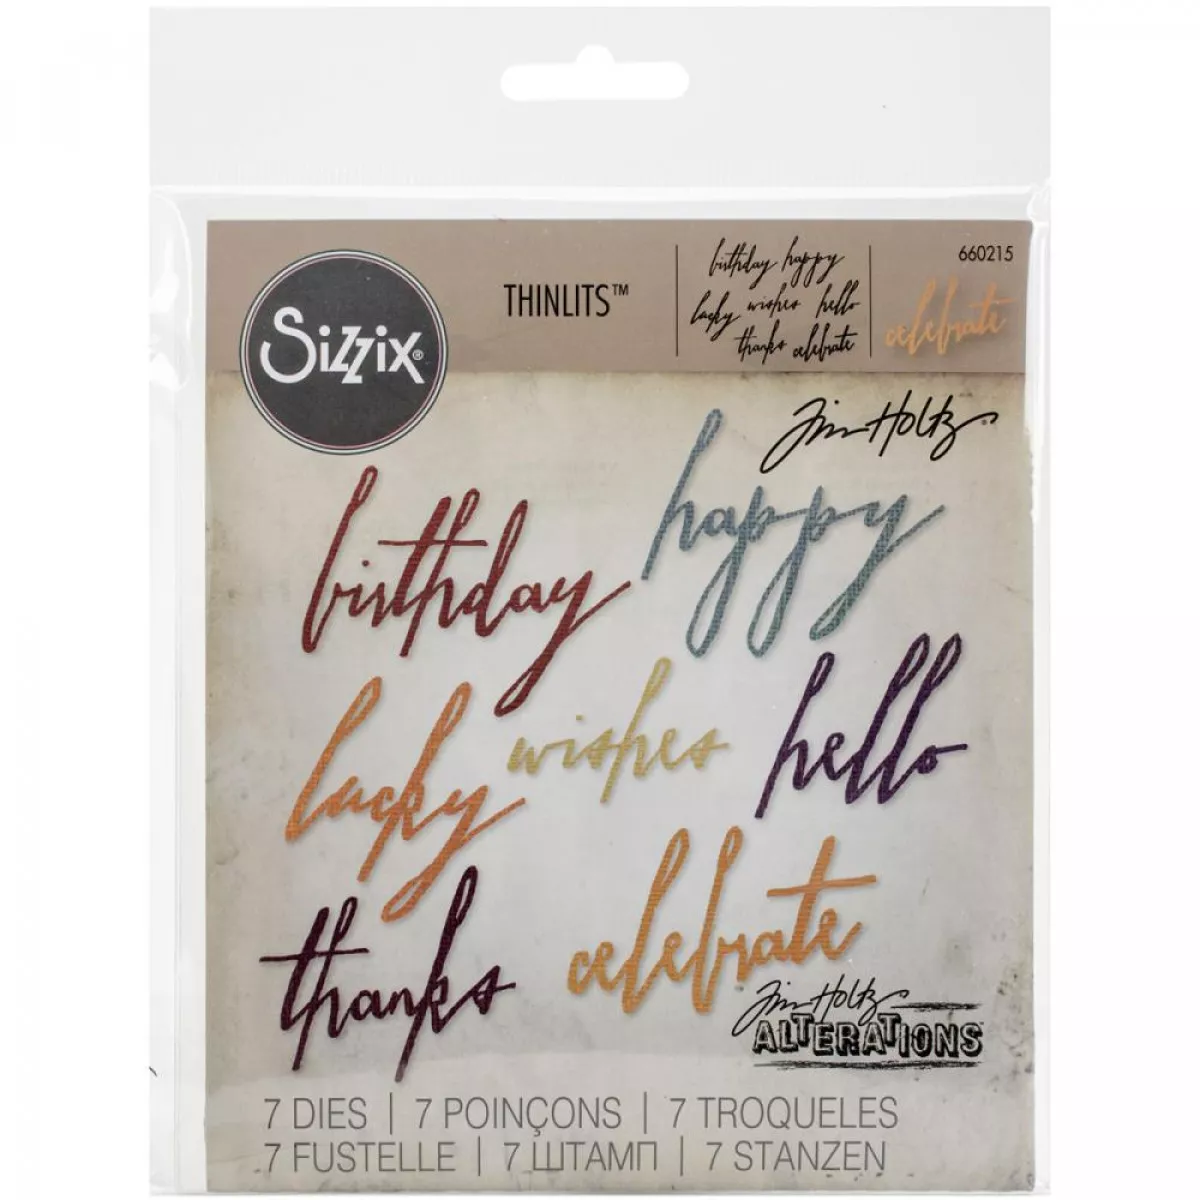 birthday happy
660215
Sizzix®
THINLITS™
lucky wishes hello
celebrate
thanks celebrate
Tim Holtz®
happy
birthday
hello
lucky
wishes
thanks
celebrate
Tim Holtz
ALTERATIONS
7 DIES | 7 POINÇONS | 7 TROQUELES
7 FUSTELLE | 7 ШТАМП | 7 STANZEN